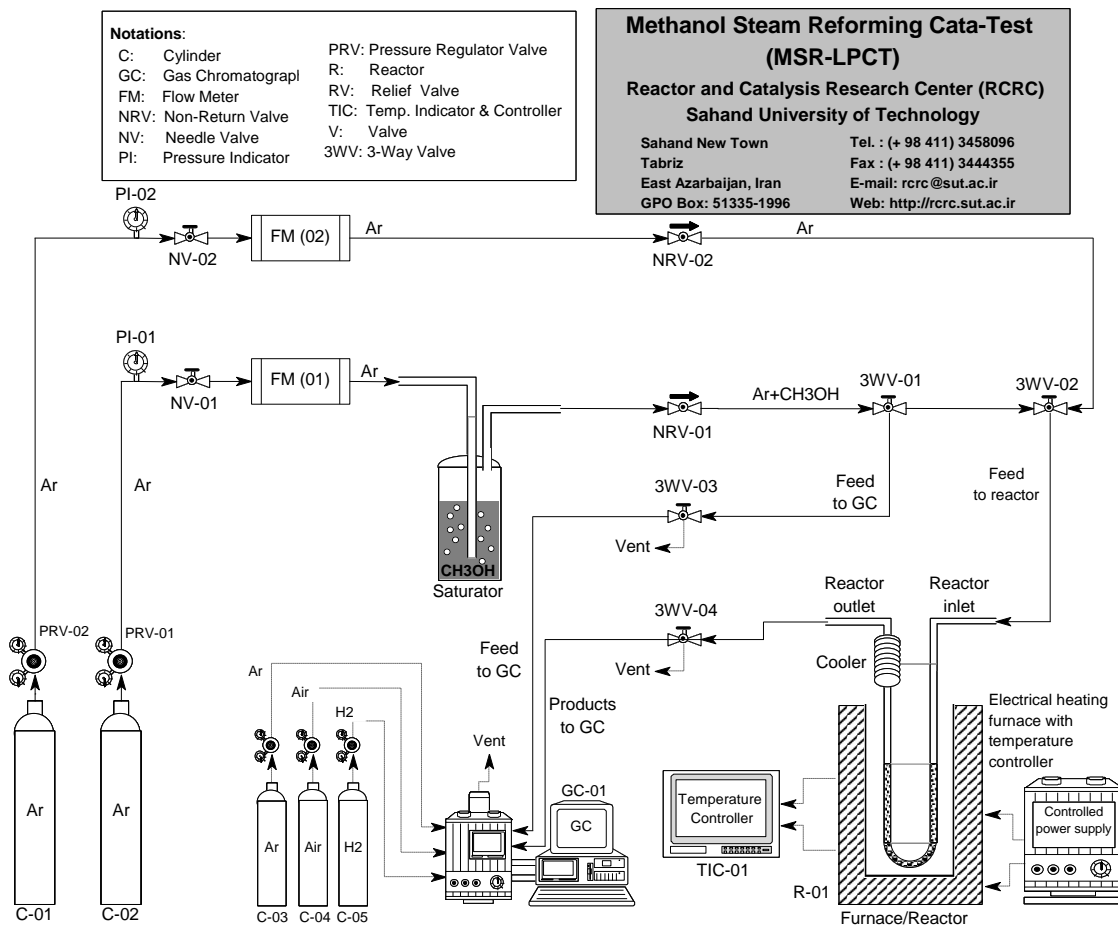 Notations:
C: Cylinder
GC: Gas Chromatograpl
FM: Flow Meter
NRV: Non-Return Valve
NV: Needle Valve
PI: Pressure Indicator
PRV: Pressure Regulator Valve
R: Reactor
RV: Relief Valve
TIC: Temp. Indicator & Controller
V: Valve
3WV: 3-Way Valve
Methanol Steam Reforming Cata-Test
(MSR-LPCT)
Reactor and Catalysis Research Center (RCRC)
Sahand University of Technology
Sahand New Town
Tabriz
East Azarbaijan, Iran
GPO Box: 51335-1996
Tel. : (+ 98 411) 3458096
Fax : (+ 98 411) 3444355
E-mail: rcrc@sut.ac.ir
Web: http://rcrc.sut.ac.ir
PI-02
NV-02
FM (02)
Ar
NRV-02
Ar
PI-01
NV-01
FM (01)
Ar
NRV-01
Ar+CH3OH
3WV-01
3WV-02
Ar
Ar
CH3OH
Saturator
3WV-03
Vent
Feed
to GC
Feed
to reactor
PRV-02
PRV-01
3WV-04
Vent
Reactor
outlet
Reactor
inlet
Cooler
Feed
to GC
Products
to GC
Ar
Air
H2
Vent
Electrical heating
furnace with
temperature
controller
Ar
C-01
Ar
C-02
Ar
C-03
Air
C-04
H2
C-05
GC-01
GC
Temperature
Controller
TIC-01
R-01
Furnace/Reactor
Controlled
power supply